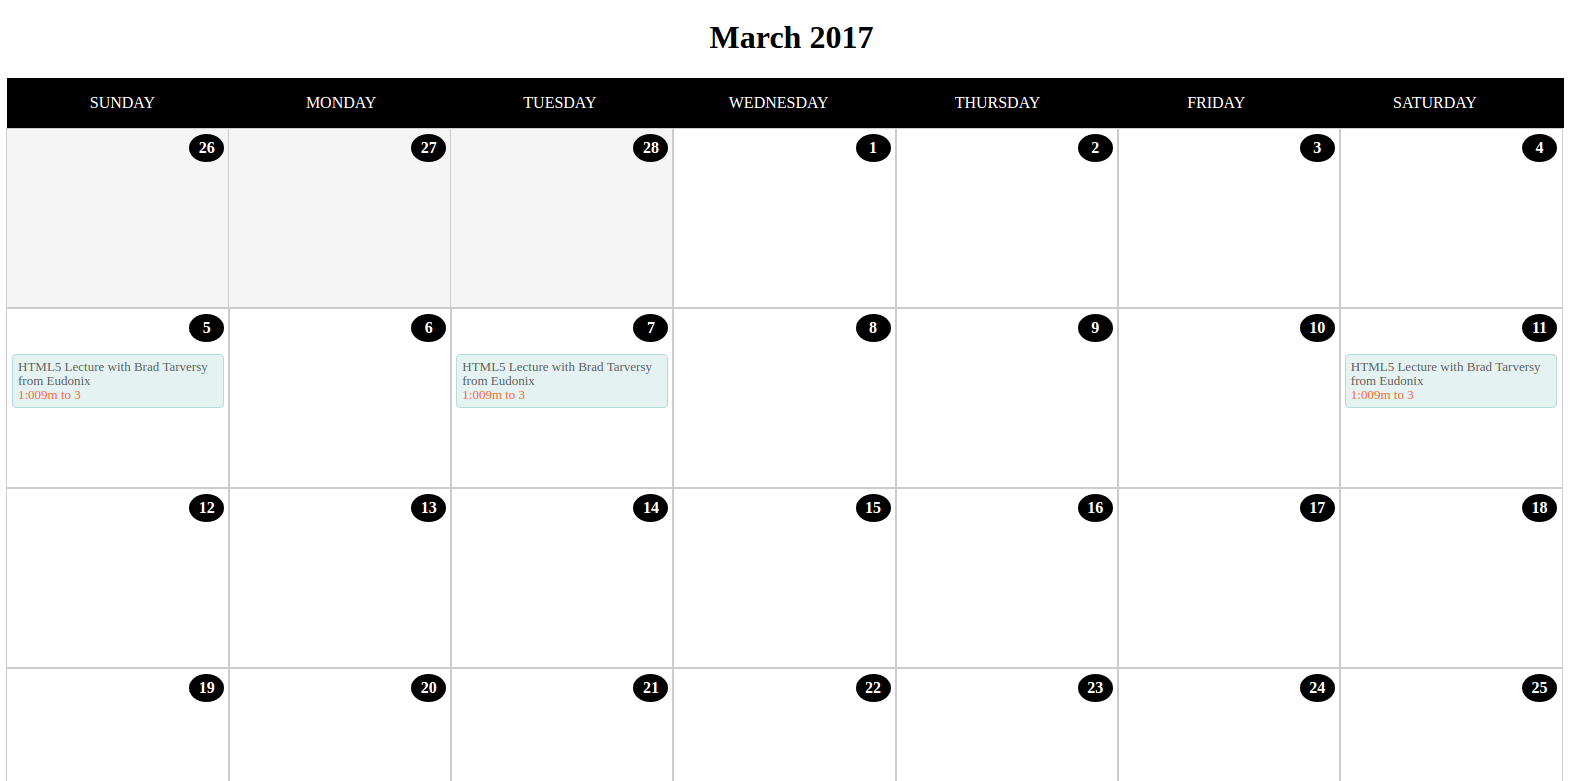 March 2017
SUNDAY MONDAY TUESDAY WEDNESDAY THURSDAY FRIDAY SATURDAY
26 27 28 1 2 3 4
5 6 7 8 9 10 11
HTML5 Lecture with Brad Tarversy HTML5 Lecture with Brad Tarversy HTML5 Lecture with Brad Tarversy
from Eudonix from Eudonix from Eudonix
1:009m to 3 1:009m to 3 1:009m to 3
12 13 14 15 16 17 18
19 20 21 22 23 24 25